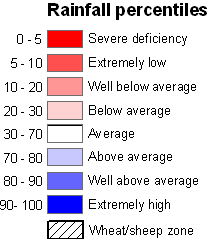 Rainfall percentiles
0 - 5 Severe deficiency
5 - 10 Extremely low
10 - 20 Well below average
20 - 30 Below average
30 - 70 Average
70 - 80 Above average
80 - 90 Well above average
90- 100 Extremely high
Wheat/sheep zone